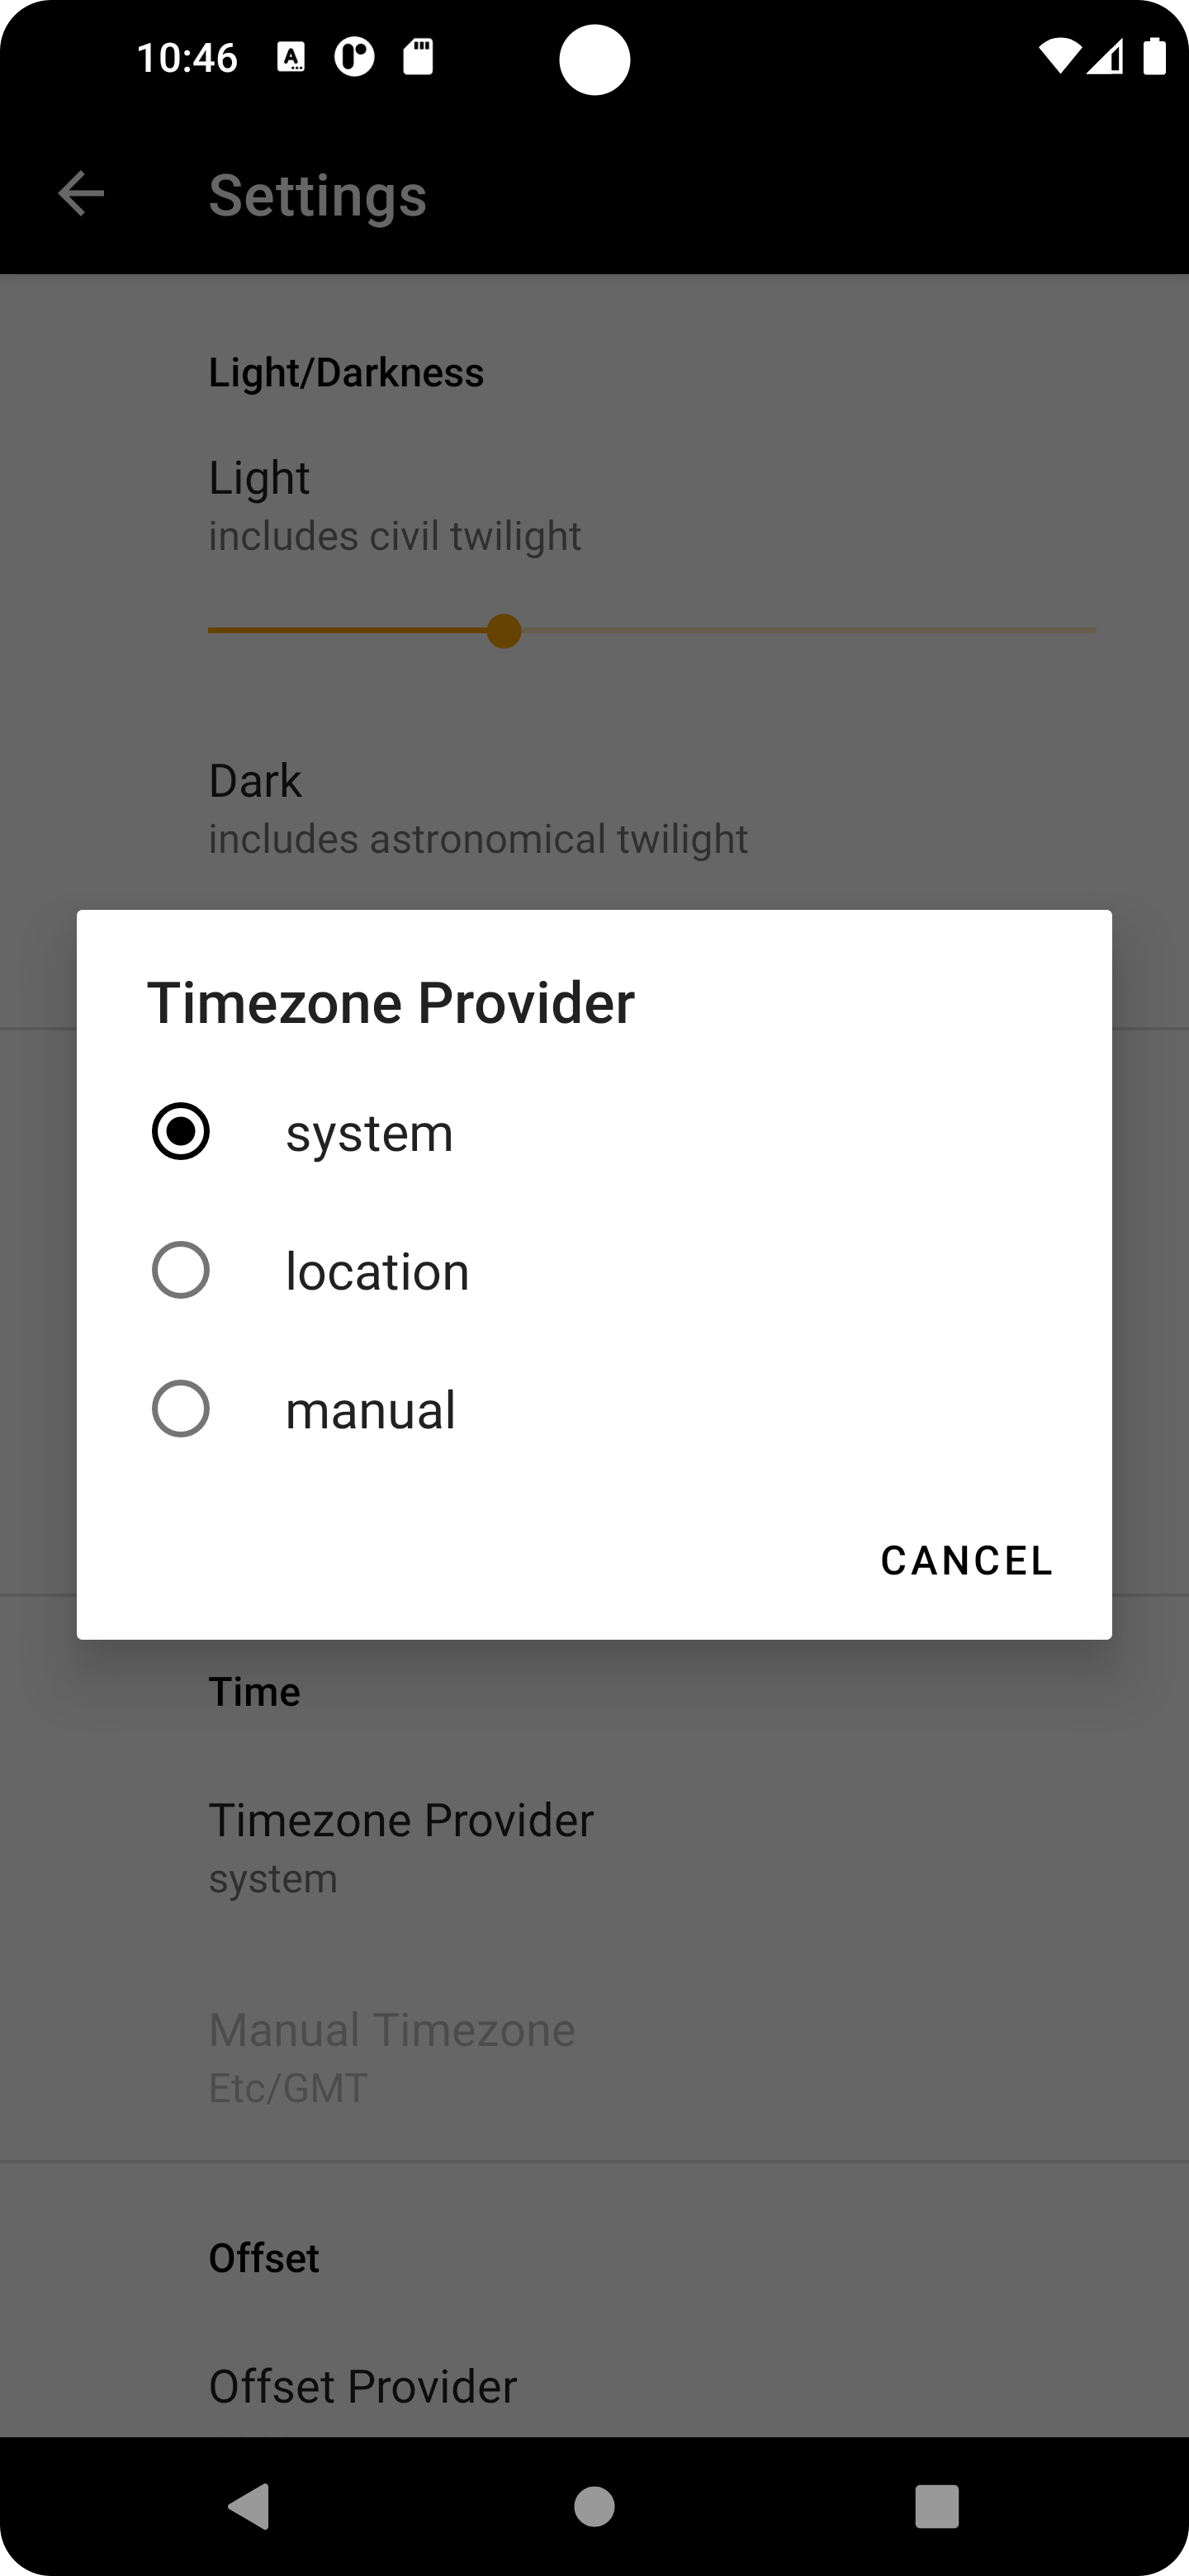 10:46
Settings
Light/Darkness
Light
includes civil twilight
Dark
includes astronomical twilight
Timezone Provider
system
location
manual
CANCEL
Time
Timezone Provider
system
Manual Timezone
Etc/GMT
Offset
Offset Provider